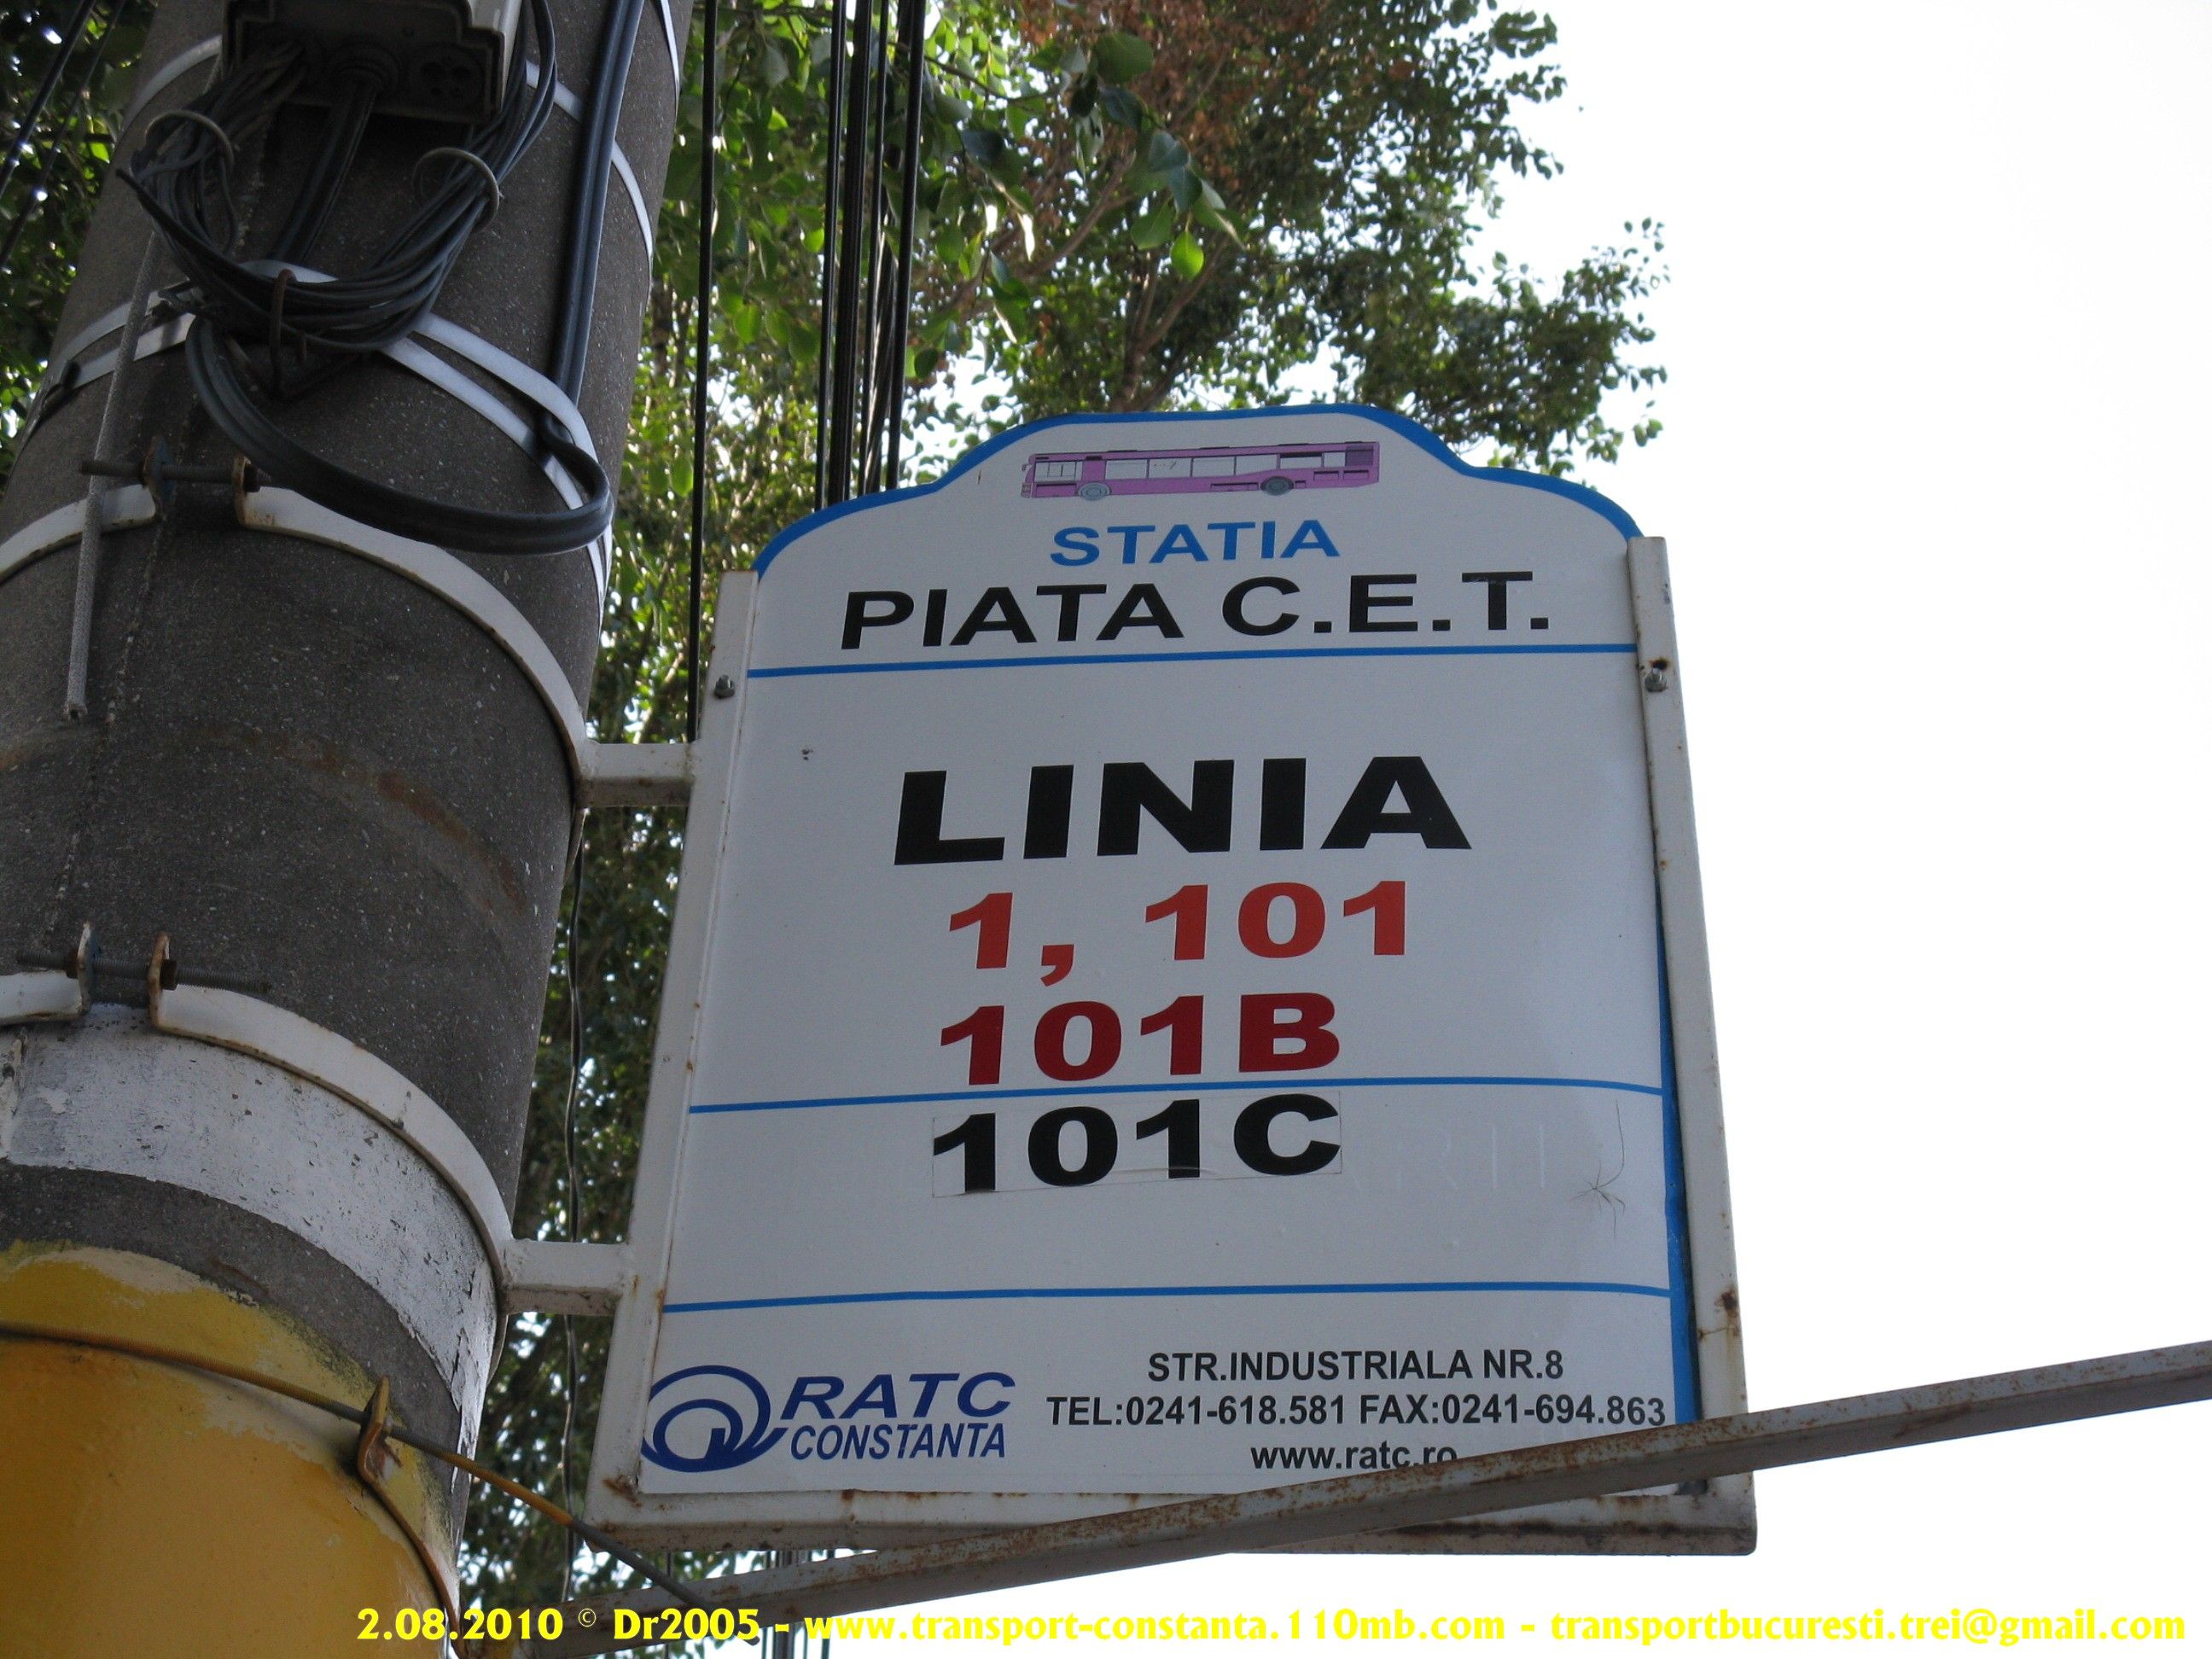 STATIA
PIATA C.E.T.
LINIA
1, 101
101B
101C
RATC
CONSTANTA
STR.INDUSTRIALA NR.8
TEL:0241-618.581 FAX:0241-694.863
www.ratc.ro
2.08.2010 © Dr2005 - www.transport-constanta.110mb.com - transportbucuresti.trei@gmail.com